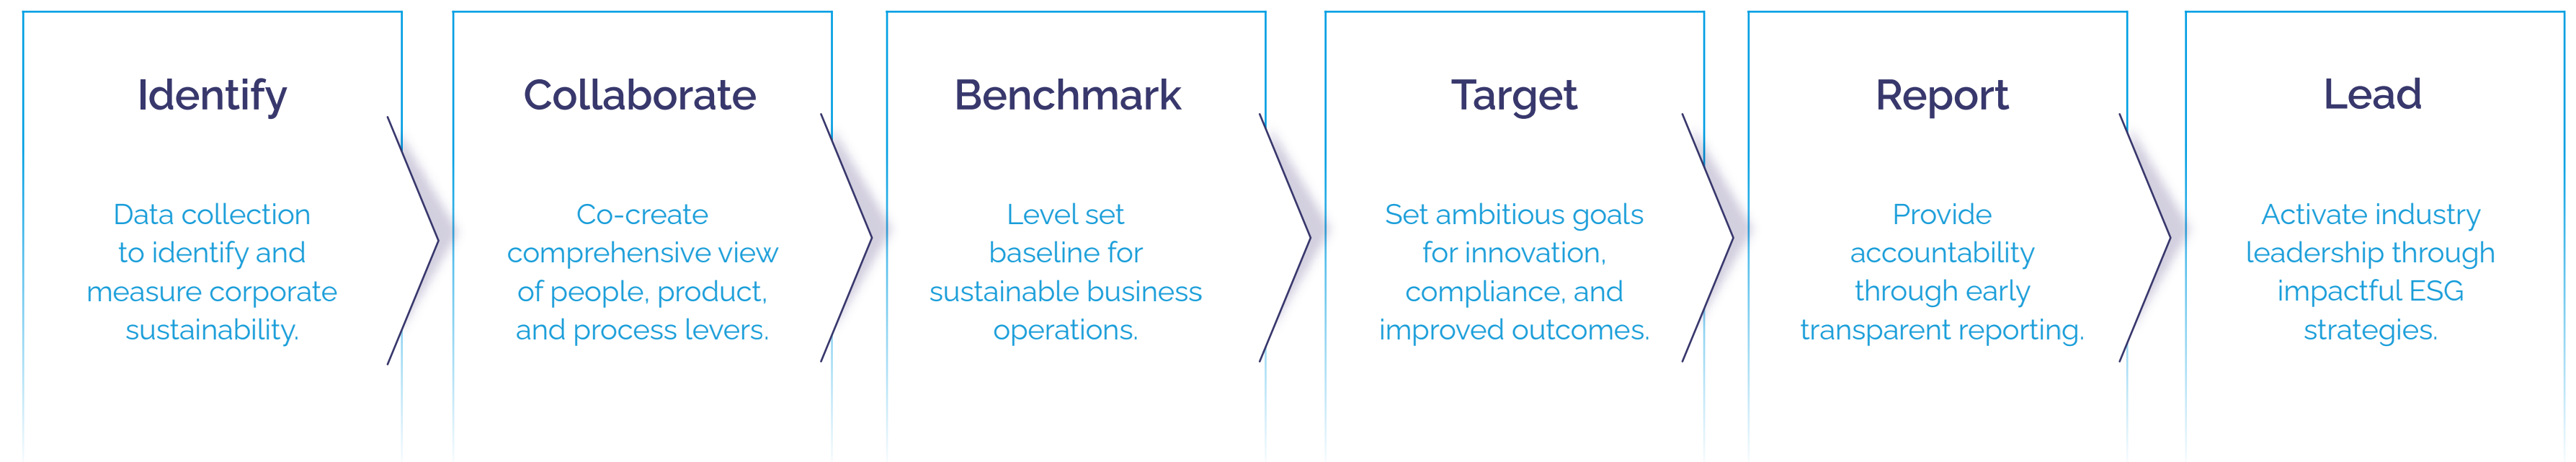 Identify
Data collection
to identify and
measure corporate
sustainability.
Collaborate
Co-create
comprehensive view
of people, product,
and process levers.
Benchmark
Level set
baseline for
sustainable business
operations.
Target
Set ambitious goals
for innovation,
compliance, and
improved outcomes.
Report
Provide
accountability
through early
transparent reporting.
Lead
Activate industry
leadership through
impactful ESG
strategies.